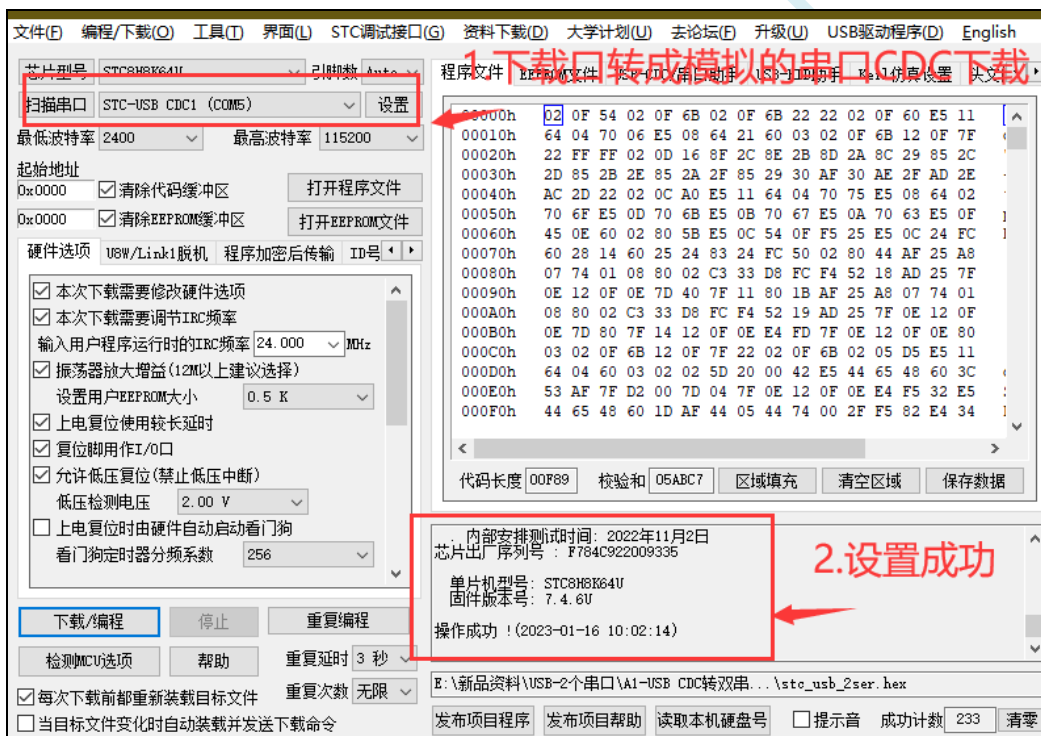 文件(F) 编程/下载(O) 工具(T) 界面(L) STC调试接口(G) 资料下载(D) 大学计划(U) 去论坛(F) 升级(U) USB驱动程序(D) English
1.下载口转成模拟的串口CDC下载
芯片型号 STC8H8K64U 引脚数 Auto
扫描串口 STC-USB CDC1 (COM5) 设置
最低波特率 2400 最高波特率 115200
起始地址
0x0000 清除代码缓冲区 打开程序文件
0x0000 清除EEPROM缓冲区 打开EEPROM文件
硬件选项 U8W/Link1脱机 程序加密后传输 ID号
本次下载需要修改硬件选项
本次下载需要调节IRC频率
输入用户程序运行时的IRC频率 24.000 MHz
振荡器放大增益(12M以上建议选择)
设置用户EEPROM大小 0.5 K
上电复位使用较长延时
复位脚用作I/O口
允许低压复位(禁止低压中断)
低压检测电压 2.00 V
上电复位时由硬件自动启动看门狗
看门狗定时器分频系数 256
下载/编程 停止 重复编程
检测MCU选项 帮助 重复延时 3 秒
每次下载前都重新装载目标文件 重复次数 无限
当目标文件变化时自动装载并发送下载命令
程序文件 EEPROM文件 USB-CDC/串口助手 USB-HID助手 Keil仿真设置 头文
00000h 02 0F 54 02 0F 6B 02 0F 6B 22 22 02 0F 60 E5 11
00010h 64 04 70 06 E5 08 64 21 60 03 02 0F 6B 12 0F 7F
00020h 22 FF FF 02 0D 16 8F 2C 8E 2B 8D 2A 8C 29 85 2C
00030h 2D 85 2B 2E 85 2A 2F 85 29 30 AF 30 AE 2F AD 2E
00040h AC 2D 22 02 0C A0 E5 11 64 04 70 75 E5 08 64 02
00050h 70 6F E5 0D 70 6B E5 0B 70 67 E5 0A 70 63 E5 0F
00060h 45 0E 60 02 80 5B E5 0C 54 0F F5 25 E5 0C 24 FC
00070h 60 28 14 60 25 24 83 24 FC 50 02 80 44 AF 25 A8
00080h 07 74 01 08 80 02 C3 33 D8 FC F4 52 18 AD 25 7F
00090h 0E 12 0F 0E 7D 40 7F 11 80 1B AF 25 A8 07 74 01
000A0h 08 80 02 C3 33 D8 FC F4 52 19 AD 25 7F 0E 12 0F
000B0h 0E 7D 80 7F 14 12 0F 0E E4 FD 7F 0E 12 0F 0E 80
000C0h 03 02 0F 6B 12 0F 7F 22 02 0F 6B 02 05 D5 E5 11
000D0h 64 04 60 03 02 02 5D 20 00 42 E5 44 65 48 60 3C
000E0h 53 AF 7F D2 00 7D 04 7F 0E 12 0F 0E E4 F5 32 E5
000F0h 44 65 48 60 1D AF 44 05 44 74 00 2F F5 82 E4 34
代码长度 00F89 校验和 05ABC7 区域填充 清空区域 保存数据
. 内部安排测试时间: 2022年11月2日
芯片出厂序列号 : F784C922009335
单片机型号: STC8H8K64U
固件版本号: 7.4.6U
操作成功 !(2023-01-16 10:02:14)
2.设置成功
E:\新品资料\USB-2个串口\A1-USB CDC转双串...\stc_usb_2ser.hex
发布项目程序 发布项目帮助 读取本机硬盘号 提示音 成功计数 233 清零